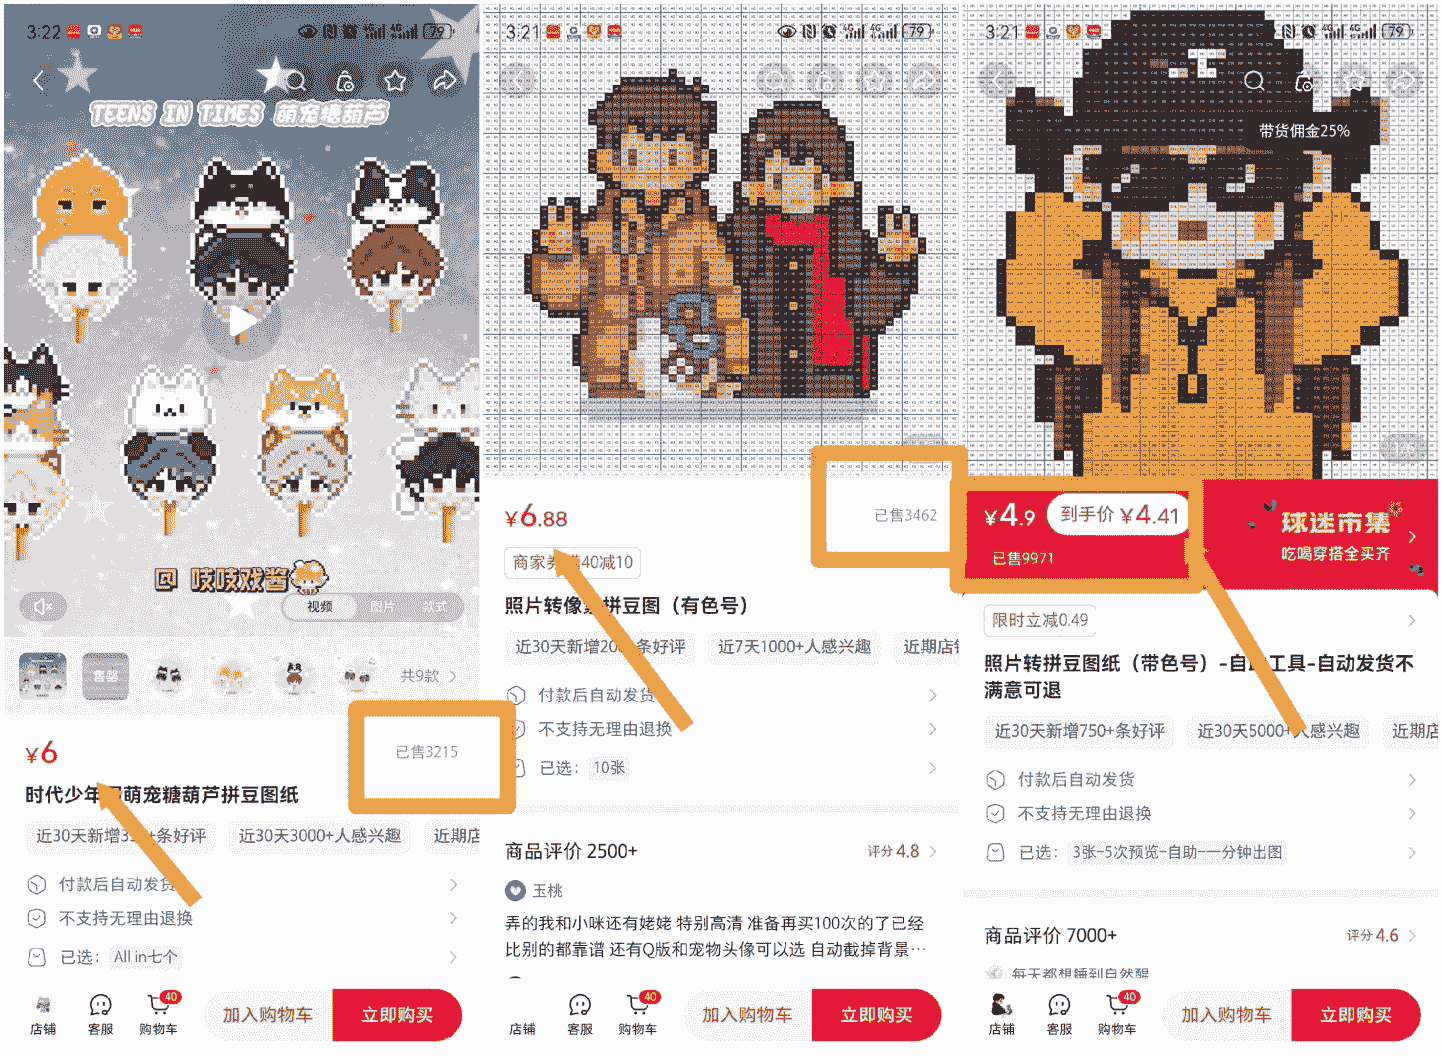 3:22
79
TEENS IN TIMES 萌宠糖葫芦
@ 吱吱戏酱
视频 图片 款式
售罄
共9款
¥6
已售3215
时代少年 萌宠糖葫芦拼豆图纸
近30天新增3 +条好评 近30天3000+人感兴趣 近期店
付款后自动发货
不支持无理由退换
已选： All in七个
店铺 客服 购物车 40 加入购物车 立即购买
3:21
79
¥6.88
已售3462
商家券 40减10
照片转像 拼豆图（有色号）
近30天新增20 条好评 近7天1000+人感兴趣 近期店
付款后自动发货
不支持无理由退换
已选： 10张
商品评价 2500+ 评分 4.8
玉桃
弄的我和小咪还有姥姥 特别高清 准备再买100次的了已经
比别的都靠谱 还有Q版和宠物头像可以选 自动截掉背景…
店铺 客服 购物车 40 加入购物车 立即购买
3:21
79
带货佣金25%
¥4.9 到手价 ¥4.41
已售9971
球迷市集
吃喝穿搭全买齐
限时立减0.49
照片转拼豆图纸（带色号）-自助工具-自动发货不
满意可退
近30天新增750+条好评 近30天5000+人感兴趣 近期店
付款后自动发货
不支持无理由退换
已选： 3张-5次预览-自助-一分钟出图
商品评价 7000+ 评分 4.6
每天都想睡到自然醒
店铺 客服 购物车 40 加入购物车 立即购买